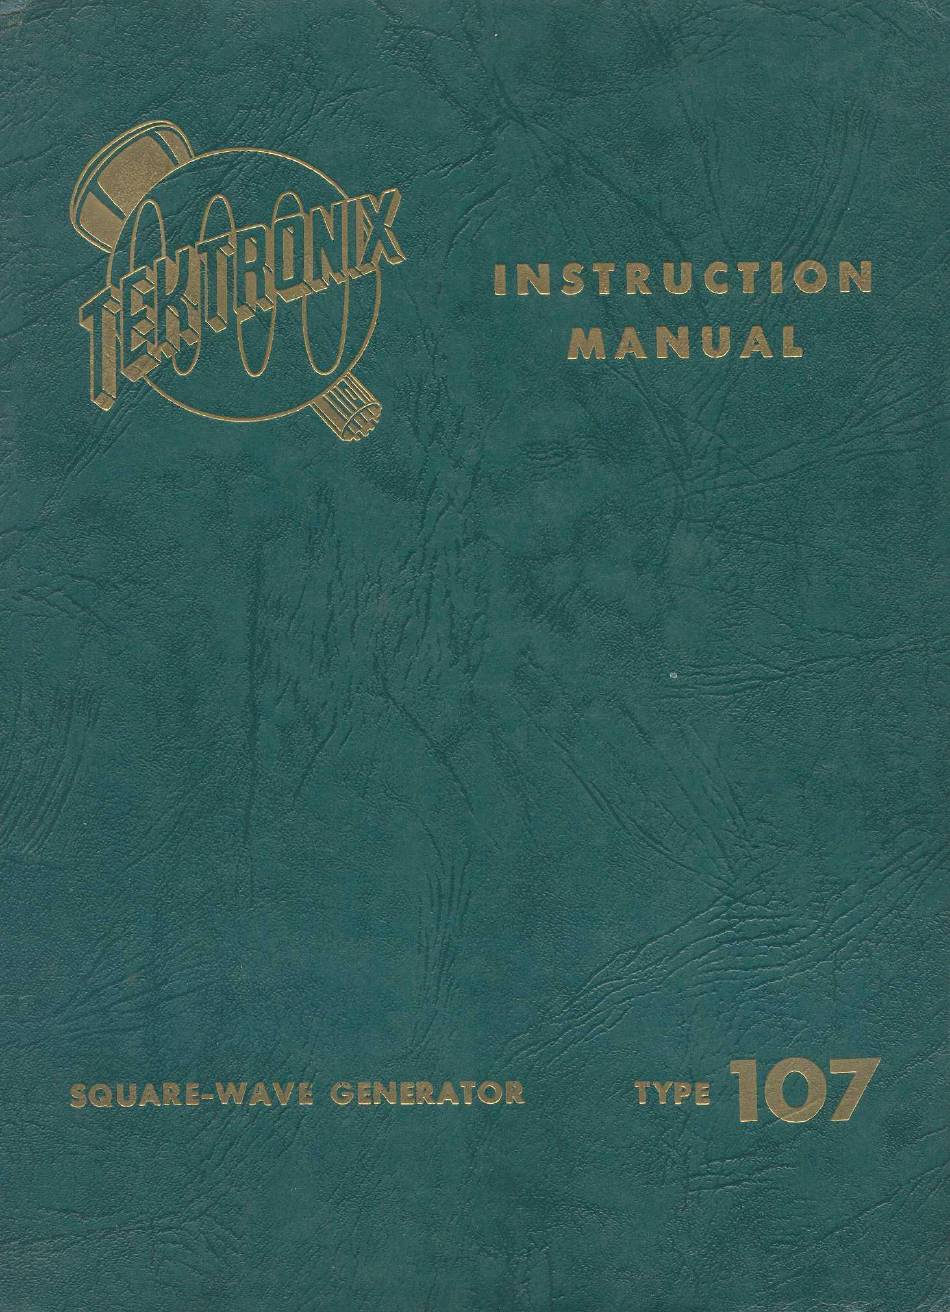 TEKTRONIX
INSTRUCTION
MANUAL
SQUARE-WAVE GENERATOR
TYPE 107